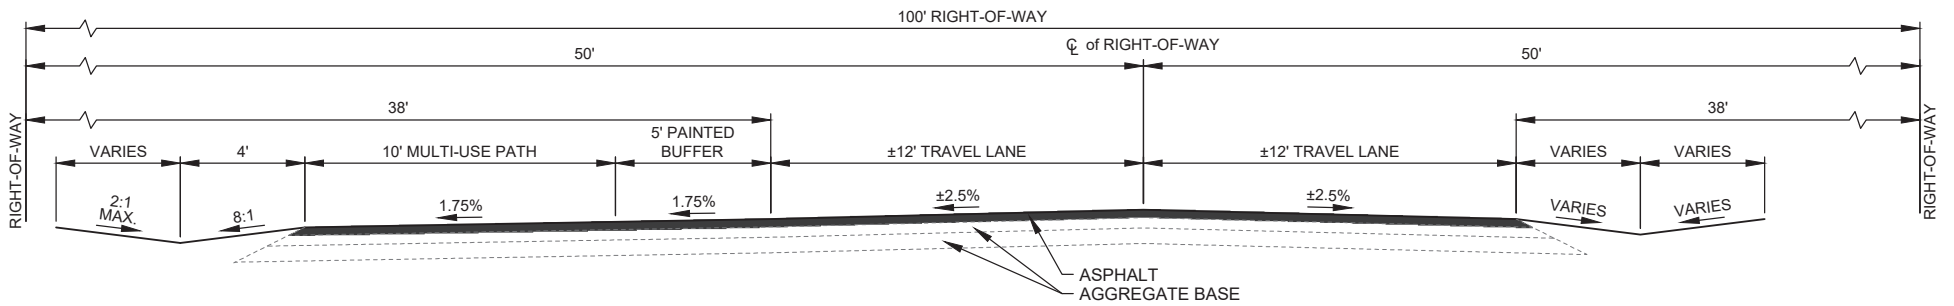 100' RIGHT-OF-WAY
℄ of RIGHT-OF-WAY
50'
50'
38'
38'
RIGHT-OF-WAY
RIGHT-OF-WAY
VARIES
4'
10' MULTI-USE PATH
5' PAINTED
BUFFER
±12' TRAVEL LANE
±12' TRAVEL LANE
VARIES
VARIES
2:1
MAX.
8:1
1.75%
1.75%
±2.5%
±2.5%
VARIES
VARIES
ASPHALT
AGGREGATE BASE